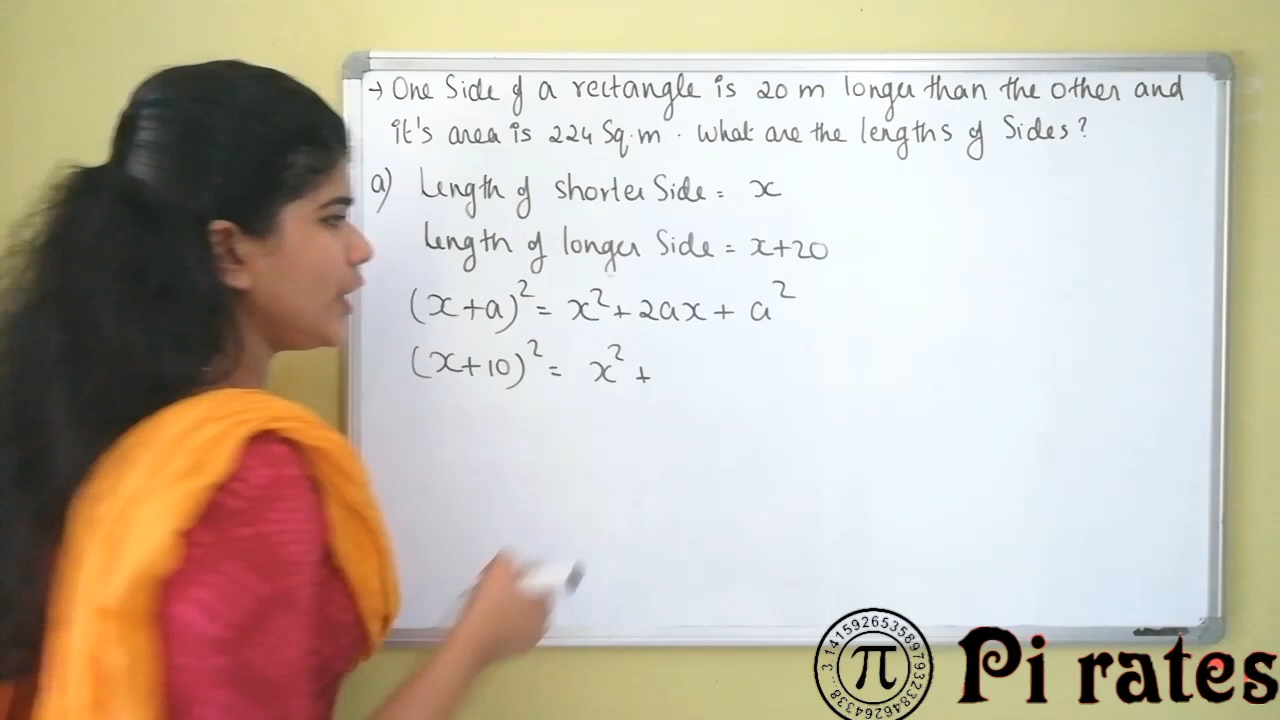 → One Side of a rectangle is 20 m longer than the other and
it's area is 224 Sq.m. What are the lengths of Sides?
a) Length of shorter Side = x
Length of longer Side = x+20
(x+a)² = x² + 2ax + a²
(x+10)² = x² +
3.14159265358979323846264338...
π
Pi rates